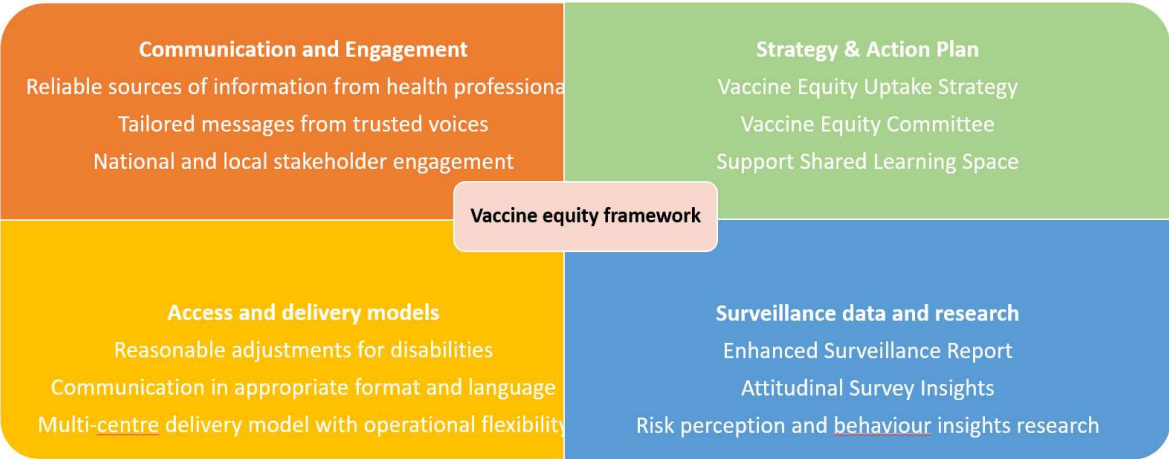 Communication and Engagement
Reliable sources of information from health professiona
Tailored messages from trusted voices
National and local stakeholder engagement
Strategy & Action Plan
Vaccine Equity Uptake Strategy
Vaccine Equity Committee
Support Shared Learning Space
Vaccine equity framework
Access and delivery models
Reasonable adjustments for disabilities
Communication in appropriate format and language
Multi-centre delivery model with operational flexibility
Surveillance data and research
Enhanced Surveillance Report
Attitudinal Survey Insights
Risk perception and behaviour insights research